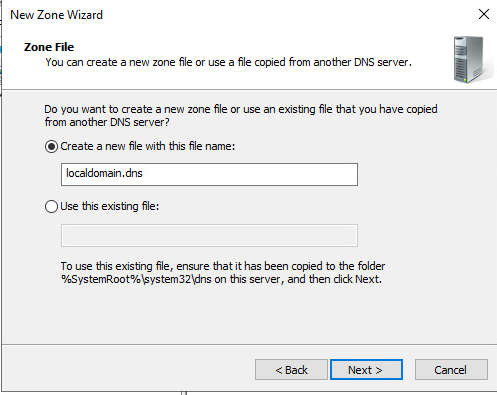 New Zone Wizard
Zone File
You can create a new zone file or use a file copied from another DNS server.
Do you want to create a new zone file or use an existing file that you have copied
from another DNS server?
Create a new file with this file name:
localdomain.dns
Use this existing file:
To use this existing file, ensure that it has been copied to the folder
%SystemRoot%\system32\dns on this server, and then click Next.
< Back
Next >
Cancel